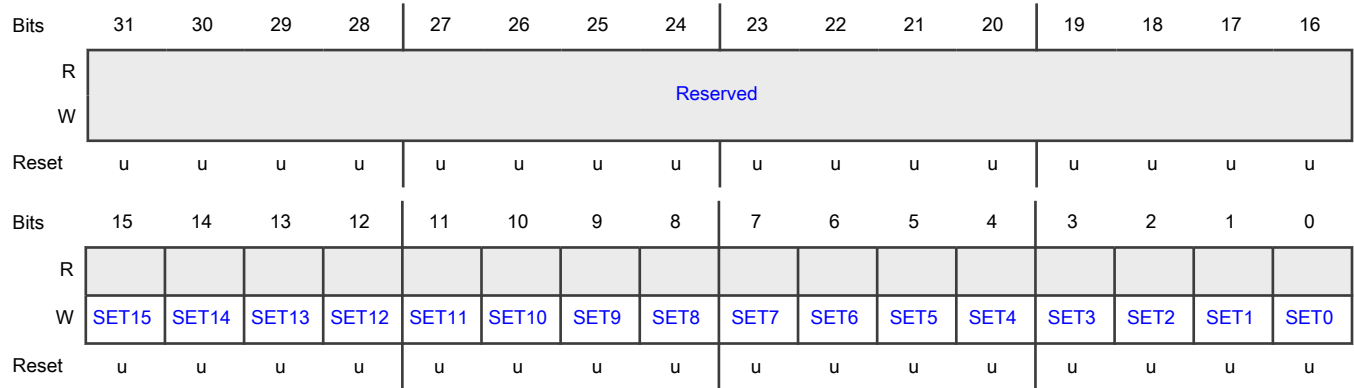 Bits 31 30 29 28 27 26 25 24 23 22 21 20 19 18 17 16
R
Reserved
W
Reset u u u u u u u u u u u u u u u u
Bits 15 14 13 12 11 10 9 8 7 6 5 4 3 2 1 0
R
W SET15 SET14 SET13 SET12 SET11 SET10 SET9 SET8 SET7 SET6 SET5 SET4 SET3 SET2 SET1 SET0
Reset u u u u u u u u u u u u u u u u